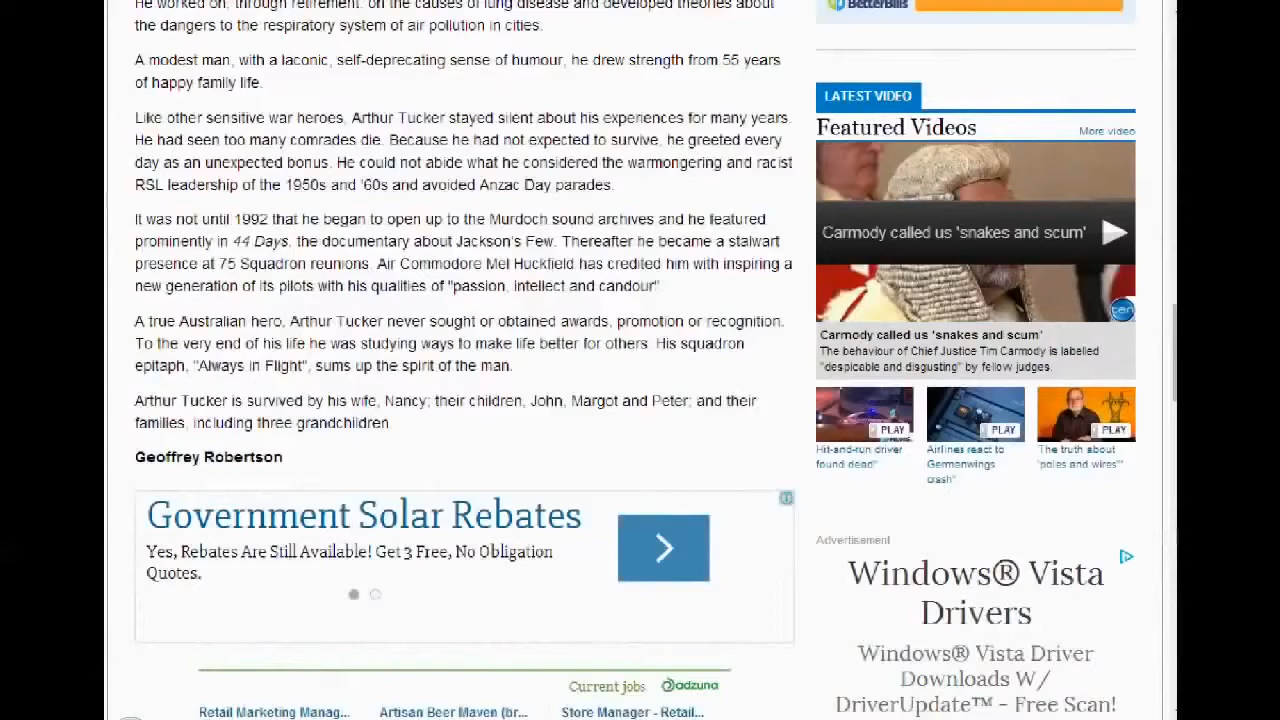 He worked on, through retirement, on the causes of lung disease and developed theories about
the dangers to the respiratory system of air pollution in cities.
A modest man, with a laconic, self-deprecating sense of humour, he drew strength from 55 years
of happy family life.
Like other sensitive war heroes, Arthur Tucker stayed silent about his experiences for many years.
He had seen too many comrades die. Because he had not expected to survive, he greeted every
day as an unexpected bonus. He could not abide what he considered the warmongering and racist
RSL leadership of the 1950s and '60s and avoided Anzac Day parades.
It was not until 1992 that he began to open up to the Murdoch sound archives and he featured
prominently in 44 Days, the documentary about Jackson's Few. Thereafter he became a stalwart
presence at 75 Squadron reunions. Air Commodore Mel Huckfield has credited him with inspiring a
new generation of its pilots with his qualities of "passion, intellect and candour"
A true Australian hero, Arthur Tucker never sought or obtained awards, promotion or recognition.
To the very end of his life he was studying ways to make life better for others. His squadron
epitaph, "Always in Flight", sums up the spirit of the man.
Arthur Tucker is survived by his wife, Nancy; their children, John, Margot and Peter; and their
families, including three grandchildren.
Geoffrey Robertson
Government Solar Rebates
Yes, Rebates Are Still Available! Get 3 Free, No Obligation
Quotes.
Current jobs adzuna
Retail Marketing Manag... Artisan Beer Maven (br... Store Manager - Retail...
BetterBills
LATEST VIDEO
Featured Videos More video
Carmody called us 'snakes and scum'
ten
Carmody called us 'snakes and scum'
The behaviour of Chief Justice Tim Carmody is labelled
"despicable and disgusting" by fellow judges.
PLAY PLAY PLAY
Hit-and-run driver
found dead"
Airlines react to
Germanwings
crash"
The truth about
'poles and wires'"
Advertisement
Windows® Vista
Drivers
Windows® Vista Driver
Downloads W/
DriverUpdate™ - Free Scan!